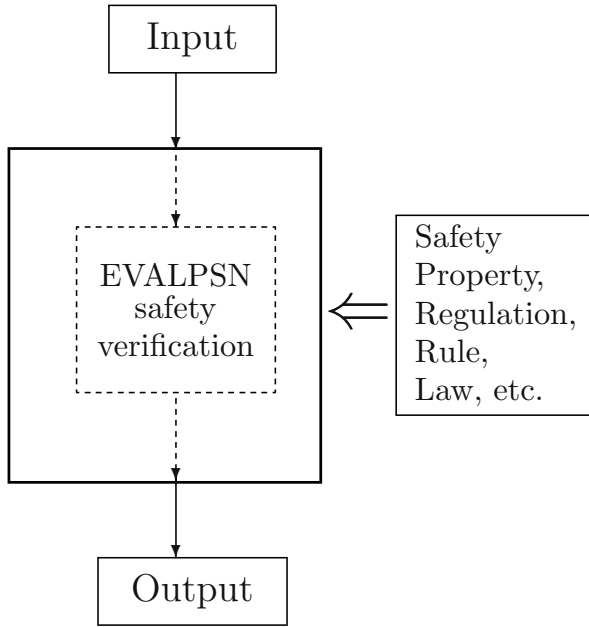 Input
EVALPSN
safety
verification
Safety
Property,
Regulation,
Rule,
Law, etc.
Output